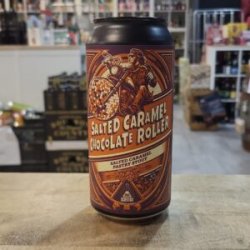 SALTED CARAMEL
CHOCOLATE ROLLER
SALTED CARAMEL
PASTRY STOUT